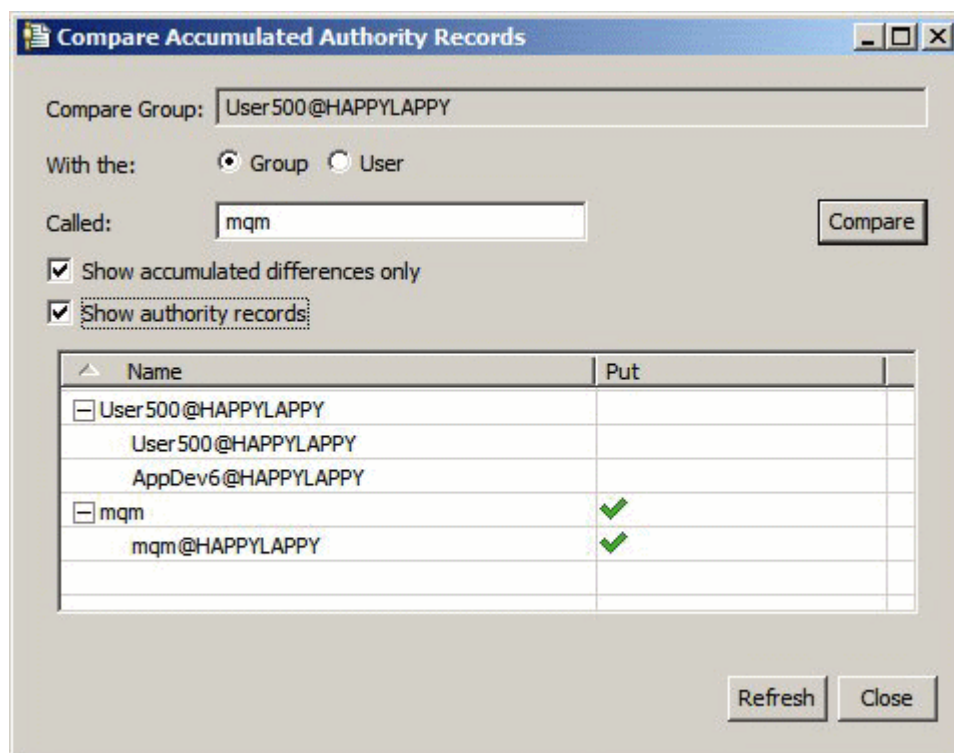 Compare Accumulated Authority Records
Compare Group: User500@HAPPYLAPPY
With the: Group User
Called: mqm Compare
Show accumulated differences only
Show authority records
Name Put
User500@HAPPYLAPPY
User500@HAPPYLAPPY
AppDev6@HAPPYLAPPY
mqm
mqm@HAPPYLAPPY
Refresh Close